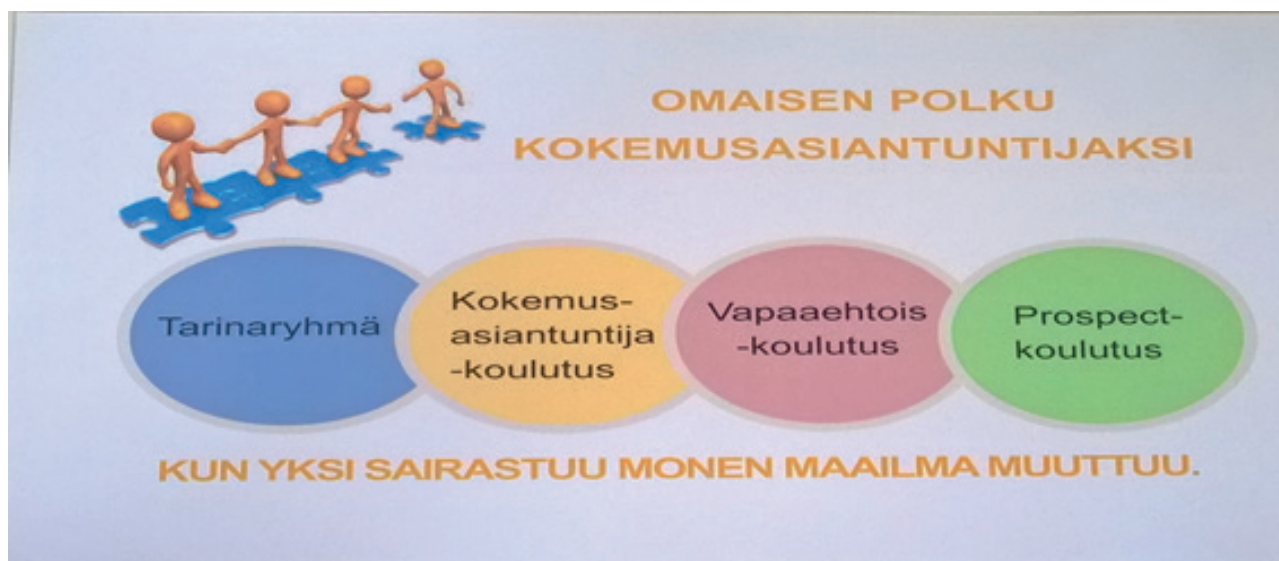 OMAISEN POLKU
KOKEMUSASIANTUNTIJAKSI
Tarinaryhmä
Kokemus-
asiantuntija
-koulutus
Vapaaehtois
-koulutus
Prospect-
koulutus
KUN YKSI SAIRASTUU MONEN MAAILMA MUUTTUU.